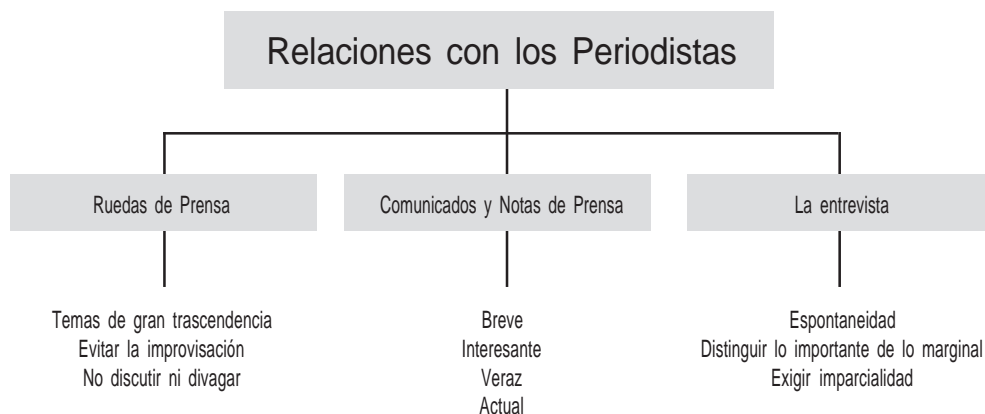 Relaciones con los Periodistas
Ruedas de Prensa
Comunicados y Notas de Prensa
La entrevista
Temas de gran trascendencia
Evitar la improvisación
No discutir ni divagar
Breve
Interesante
Veraz
Actual
Espontaneidad
Distinguir lo importante de lo marginal
Exigir imparcialidad